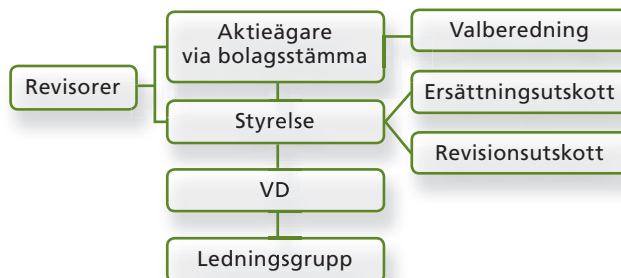 Aktieägare
via bolagsstämma
Valberedning
Revisorer
Ersättningsutskott
Styrelse
Revisionsutskott
VD
Ledningsgrupp